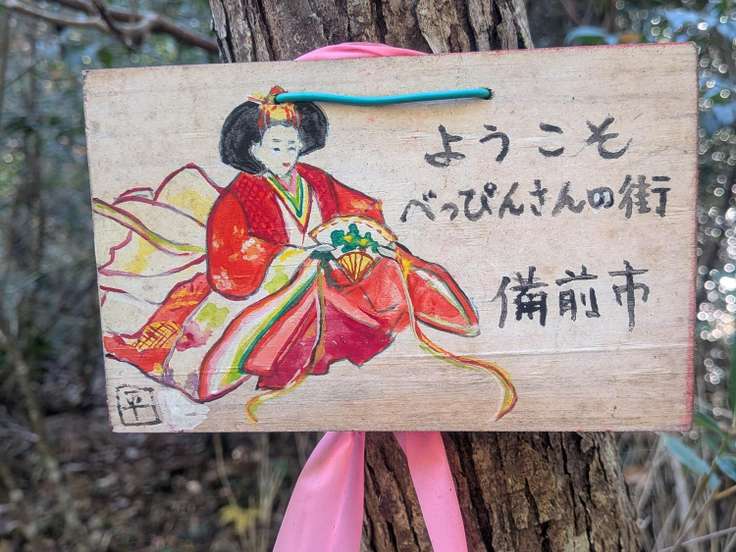 ようこそ
べっぴんさんの街
備前市
平